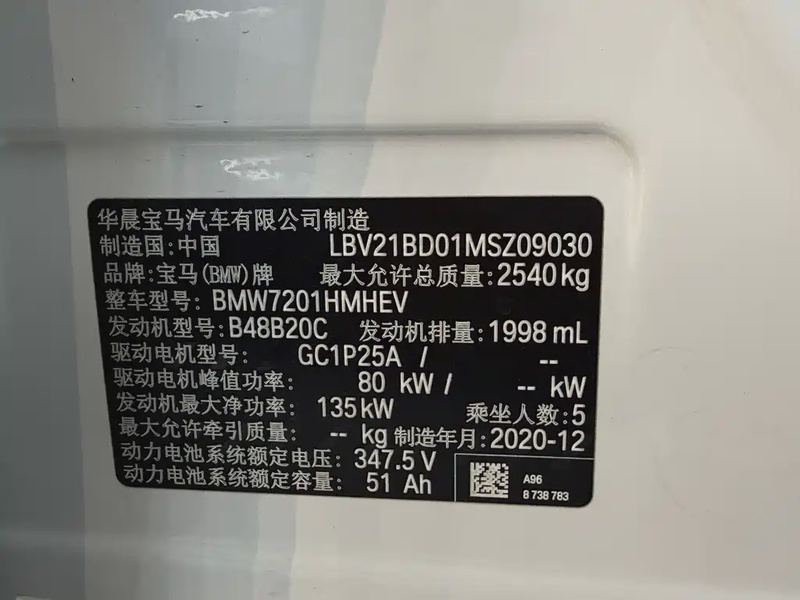 华晨宝马汽车有限公司制造
制造国:中国 LBV21BD01MSZ09030
品牌:宝马(BMW)牌 最大允许总质量:2540kg
整车型号: BMW7201HMHEV
发动机型号: B48B20C 发动机排量:1998 mL
驱动电机型号: GC1P25A / --
驱动电机峰值功率: 80 kW / -- kW
发动机最大净功率: 135kW 乘坐人数:5
最大允许牵引质量: -- kg 制造年月:2020-12
动力电池系统额定电压: 347.5 V
动力电池系统额定容量: 51 Ah
A96
8 738 783